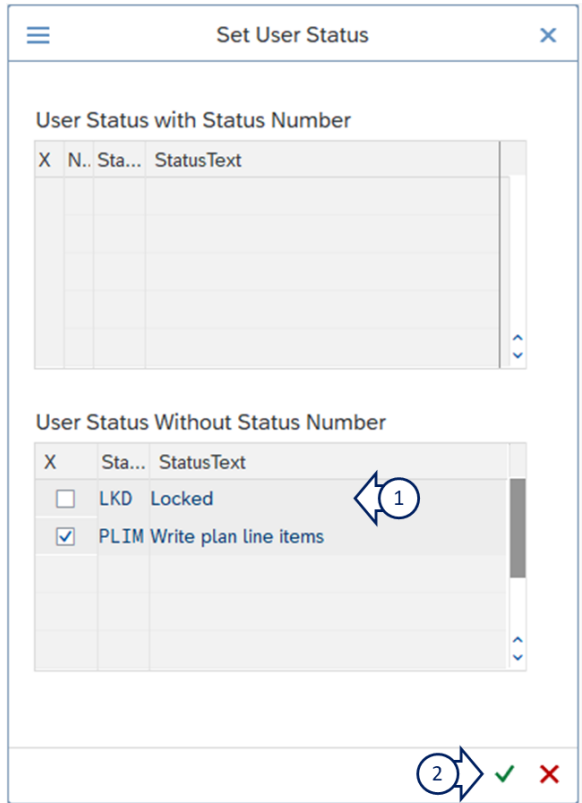 Set User Status
User Status with Status Number
X N.. Sta... StatusText
User Status Without Status Number
X Sta... StatusText
LKD Locked
1
PLIM Write plan line items
2